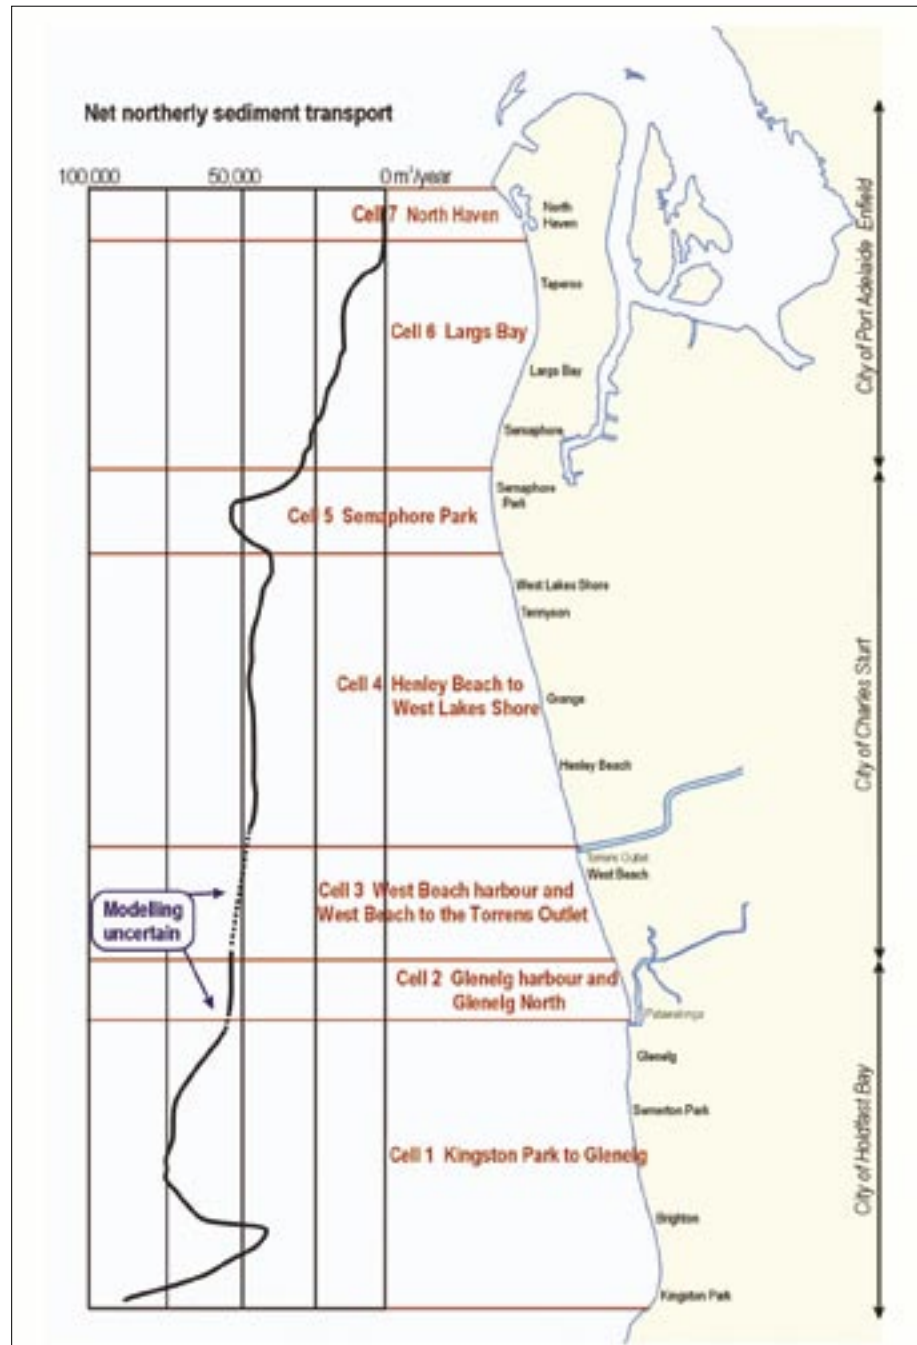 Net northerly sediment transport
100,000 50,000 0 m³/year
Cell 7 North Haven
Cell 6 Largs Bay
Cell 5 Semaphore Park
Cell 4 Henley Beach to
West Lakes Shore
Cell 3 West Beach harbour and
West Beach to the Torrens Outlet
Modelling
uncertain
Cell 2 Glenelg harbour and
Glenelg North
Cell 1 Kingston Park to Glenelg
North
Haven
Taperoo
Largs Bay
Semaphore
Semaphore
Park
West Lakes Shore
Tennyson
Grange
Henley Beach
Torrens Outlet
West Beach
Patawalonga
Glenelg
Somerton Park
Brighton
Kingston Park
City of Port Adelaide Enfield
City of Charles Sturt
City of Holdfast Bay